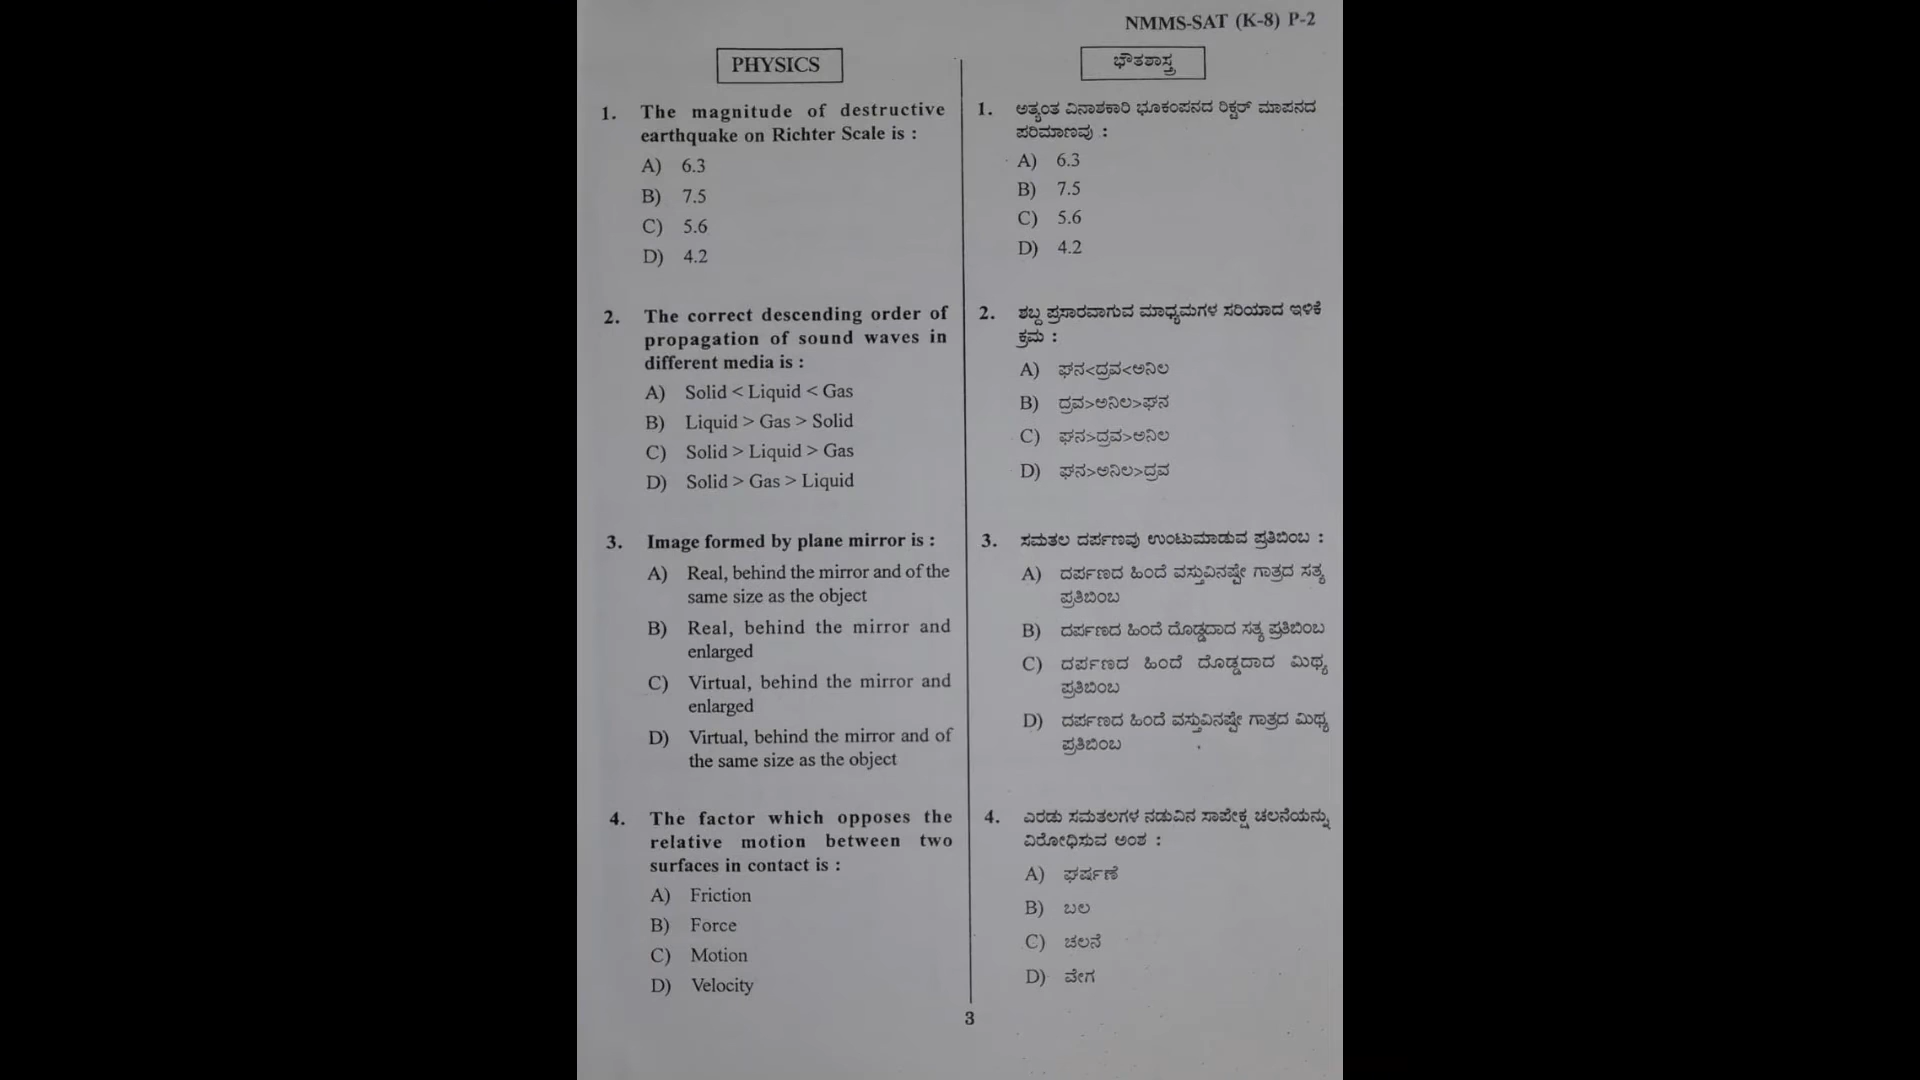 NMMS-SAT (K-8) P-2
PHYSICS
1. The magnitude of destructive
earthquake on Richter Scale is :
A) 6.3
B) 7.5
C) 5.6
D) 4.2
2. The correct descending order of
propagation of sound waves in
different media is :
A) Solid < Liquid < Gas
B) Liquid > Gas > Solid
C) Solid > Liquid > Gas
D) Solid > Gas > Liquid
3. Image formed by plane mirror is :
A) Real, behind the mirror and of the
same size as the object
B) Real, behind the mirror and
enlarged
C) Virtual, behind the mirror and
enlarged
D) Virtual, behind the mirror and of
the same size as the object
4. The factor which opposes the
relative motion between two
surfaces in contact is :
A) Friction
B) Force
C) Motion
D) Velocity
ಭೌತಶಾಸ್ತ್ರ
1. ಅತ್ಯಂತ ವಿನಾಶಕಾರಿ ಭೂಕಂಪನದ ರಿಕ್ಟರ್ ಮಾಪನದ
ಪರಿಮಾಣವು :
A) 6.3
B) 7.5
C) 5.6
D) 4.2
2. ಶಬ್ದ ಪ್ರಸಾರವಾಗುವ ಮಾಧ್ಯಮಗಳ ಸರಿಯಾದ ಇಳಿಕೆ
ಕ್ರಮ :
A) ಘನ<ದ್ರವ<ಅನಿಲ
B) ದ್ರವ>ಅನಿಲ>ಘನ
C) ಘನ>ದ್ರವ>ಅನಿಲ
D) ಘನ>ಅನಿಲ>ದ್ರವ
3. ಸಮತಲ ದರ್ಪಣವು ಉಂಟುಮಾಡುವ ಪ್ರತಿಬಿಂಬ :
A) ದರ್ಪಣದ ಹಿಂದೆ ವಸ್ತುವಿನಷ್ಟೇ ಗಾತ್ರದ ಸತ್ಯ
ಪ್ರತಿಬಿಂಬ
B) ದರ್ಪಣದ ಹಿಂದೆ ದೊಡ್ಡದಾದ ಸತ್ಯ ಪ್ರತಿಬಿಂಬ
C) ದರ್ಪಣದ ಹಿಂದೆ ದೊಡ್ಡದಾದ ಮಿಥ್ಯ
ಪ್ರತಿಬಿಂಬ
D) ದರ್ಪಣದ ಹಿಂದೆ ವಸ್ತುವಿನಷ್ಟೇ ಗಾತ್ರದ ಮಿಥ್ಯ
ಪ್ರತಿಬಿಂಬ
4. ಎರಡು ಸಮತಲಗಳ ನಡುವಿನ ಸಾಪೇಕ್ಷ ಚಲನೆಯನ್ನು
ವಿರೋಧಿಸುವ ಅಂಶ :
A) ಘರ್ಷಣೆ
B) ಬಲ
C) ಚಲನೆ
D) ವೇಗ
3